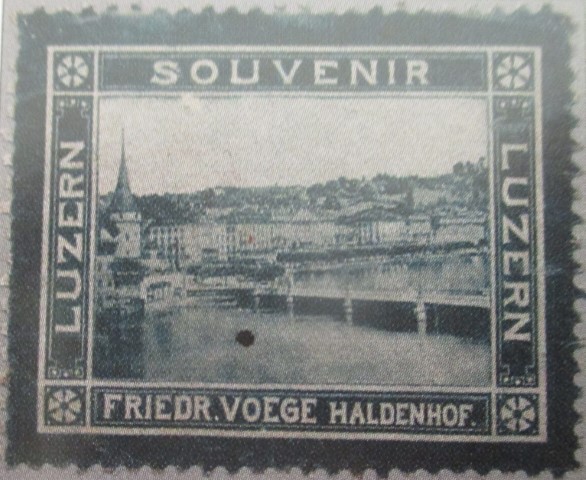 SOUVENIR
LUZERN
LUZERN
FRIEDR. VOEGE HALDENHOF.